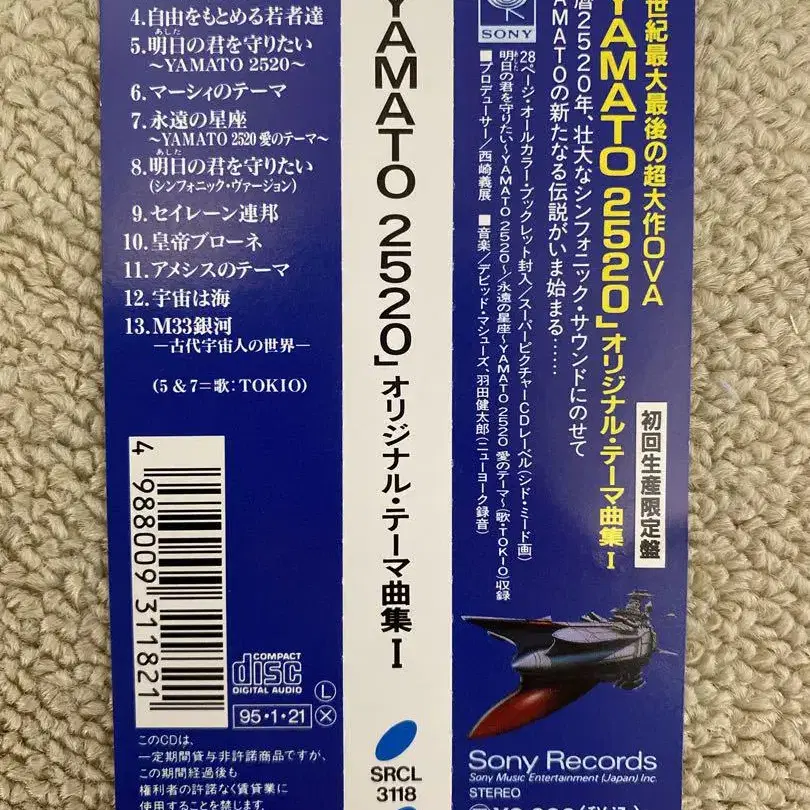 4.自由をもとめる若者達
あした
5.明日の君を守りたい
〜YAMATO 2520〜
6.マーシィのテーマ
7.永遠の星座
〜YAMATO 2520 愛のテーマ〜
あした
8.明日の君を守りたい
(シンフォニック・ヴァージョン)
9.セイレーン連邦
10.皇帝ブローネ
11.アメシスのテーマ
12.宇宙は海
13.M33銀河
—古代宇宙人の世界—
(5 & 7=歌:TOKIO)
4 988009 311821
COMPACT
disc
DIGITAL AUDIO
L
95・1・21
X
このCDは、
一定期間貸与非許諾商品ですが、
この期間経過後も
権利者の許諾なく賃貸業に
使用することを禁じます
YAMATO 2520」オリジナル・テーマ曲集 I
SRCL
3118
世紀最大最後の超大作OVA
YAMATO 2520」オリジナル・テーマ曲集 I
初回生産限定盤
暦2520年、壮大なシンフォニック・サウンドにのせて
AMATOの新たなる伝説がいま始まる……
28ページ・オールカラー・ブックレット封入/スーパーピクチャーCDレーベル(シド・ミード画)
あした
明日の君を守りたい〜YAMATO 2520〜/永遠の星座〜YAMATO 2520 愛のテーマ〜(歌・TOKIO)収録
■プロデューサー/西崎義展 ■音楽/デビッド・マシューズ、羽田健太郎(ニューヨーク録音)
SONY
Sony Records
Sony Music Entertainment (Japan) Inc.
STEREO